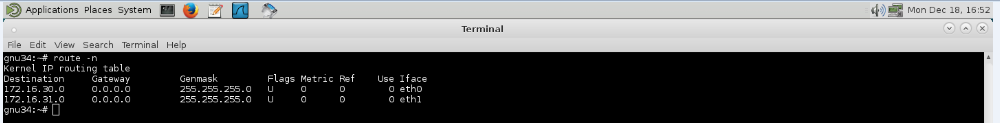 Applications Places System
Mon Dec 18, 16:52
Terminal
File Edit View Search Terminal Help
gnu34:~# route -n
Kernel IP routing table
Destination     Gateway         Genmask         Flags Metric Ref    Use Iface
172.16.30.0     0.0.0.0         255.255.255.0   U     0      0        0 eth0
172.16.31.0     0.0.0.0         255.255.255.0   U     0      0        0 eth1
gnu34:~#